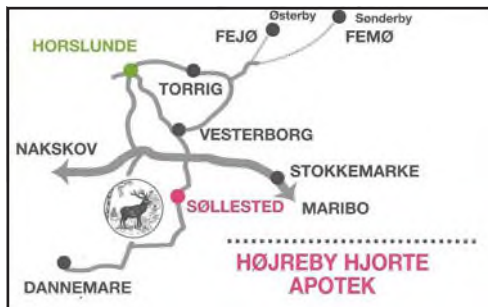 Østerby
Sønderby
FEJØ
FEMØ
HORSLUNDE
TORRIG
VESTERBORG
NAKSKOV
STOKKEMARKE
SØLLESTED
MARIBO
DANNEMARE
HØJREBY HJORTE
APOTEK